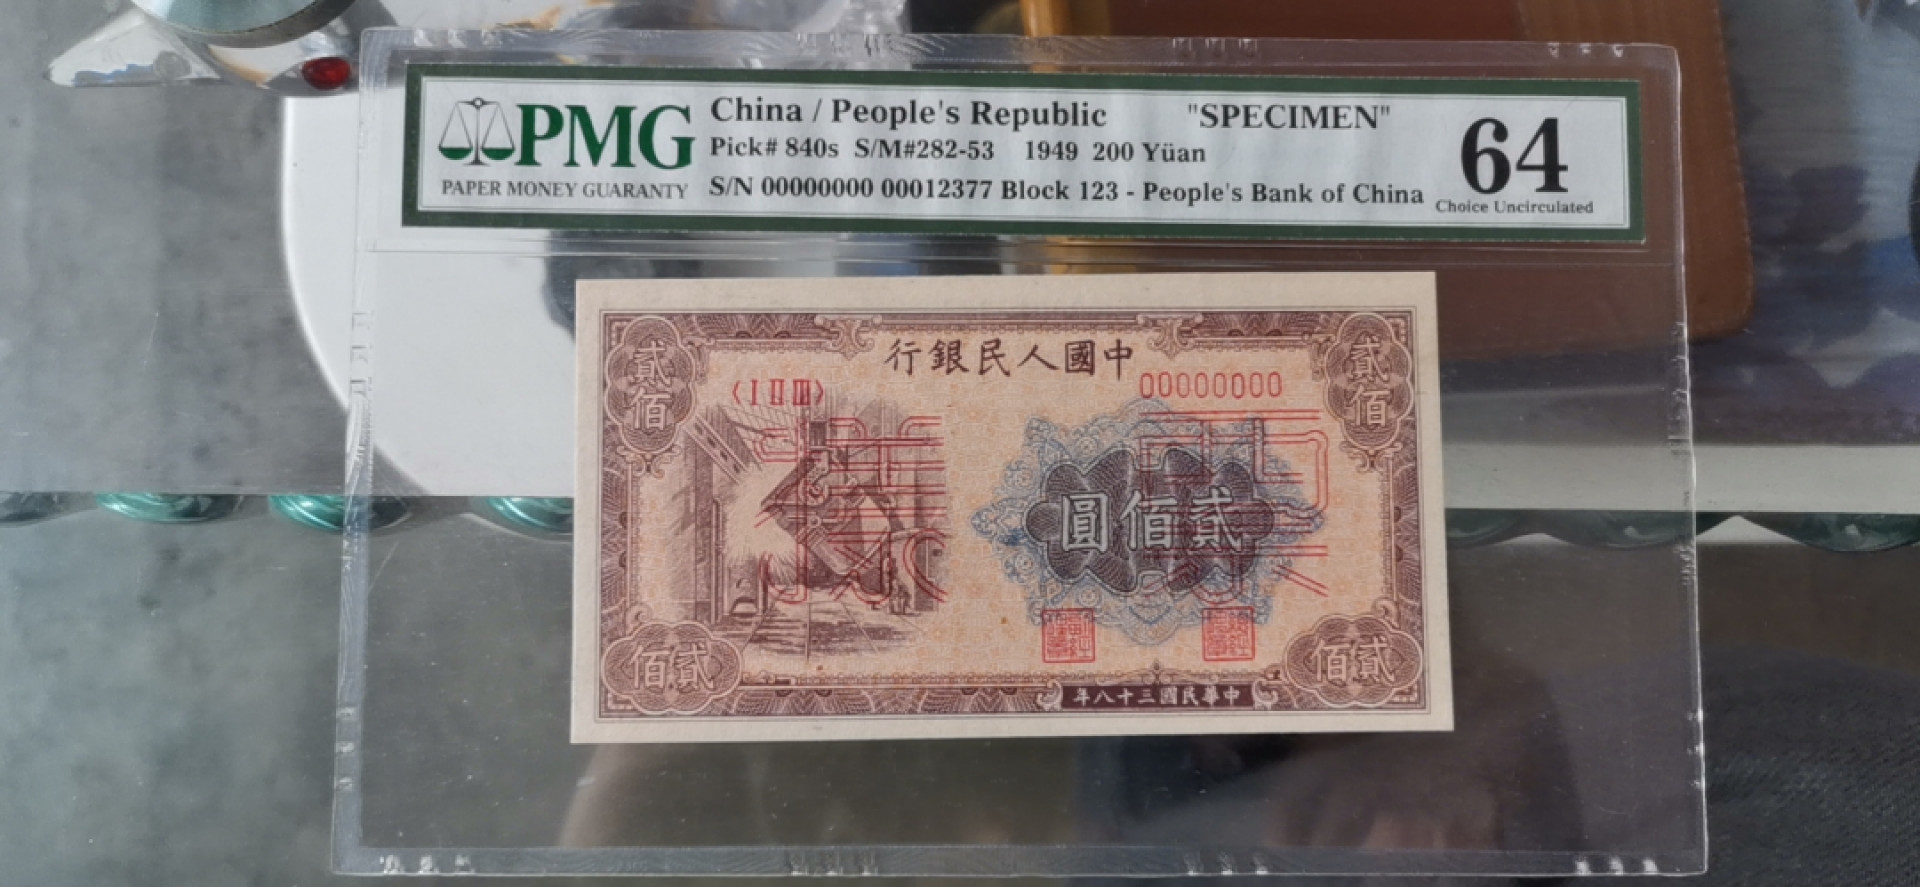 PMG
PAPER MONEY GUARANTY
China / People's Republic "SPECIMEN"
Pick# 840s S/M#282-53 1949 200 Yüan
S/N 00000000 00012377 Block 123 - People's Bank of China
64
Choice Uncirculated
行銀民人國中
貳佰
(I II III)
00000000
貳佰
票
圓佰貳
佰貳
佰貳
年八十三國民華中